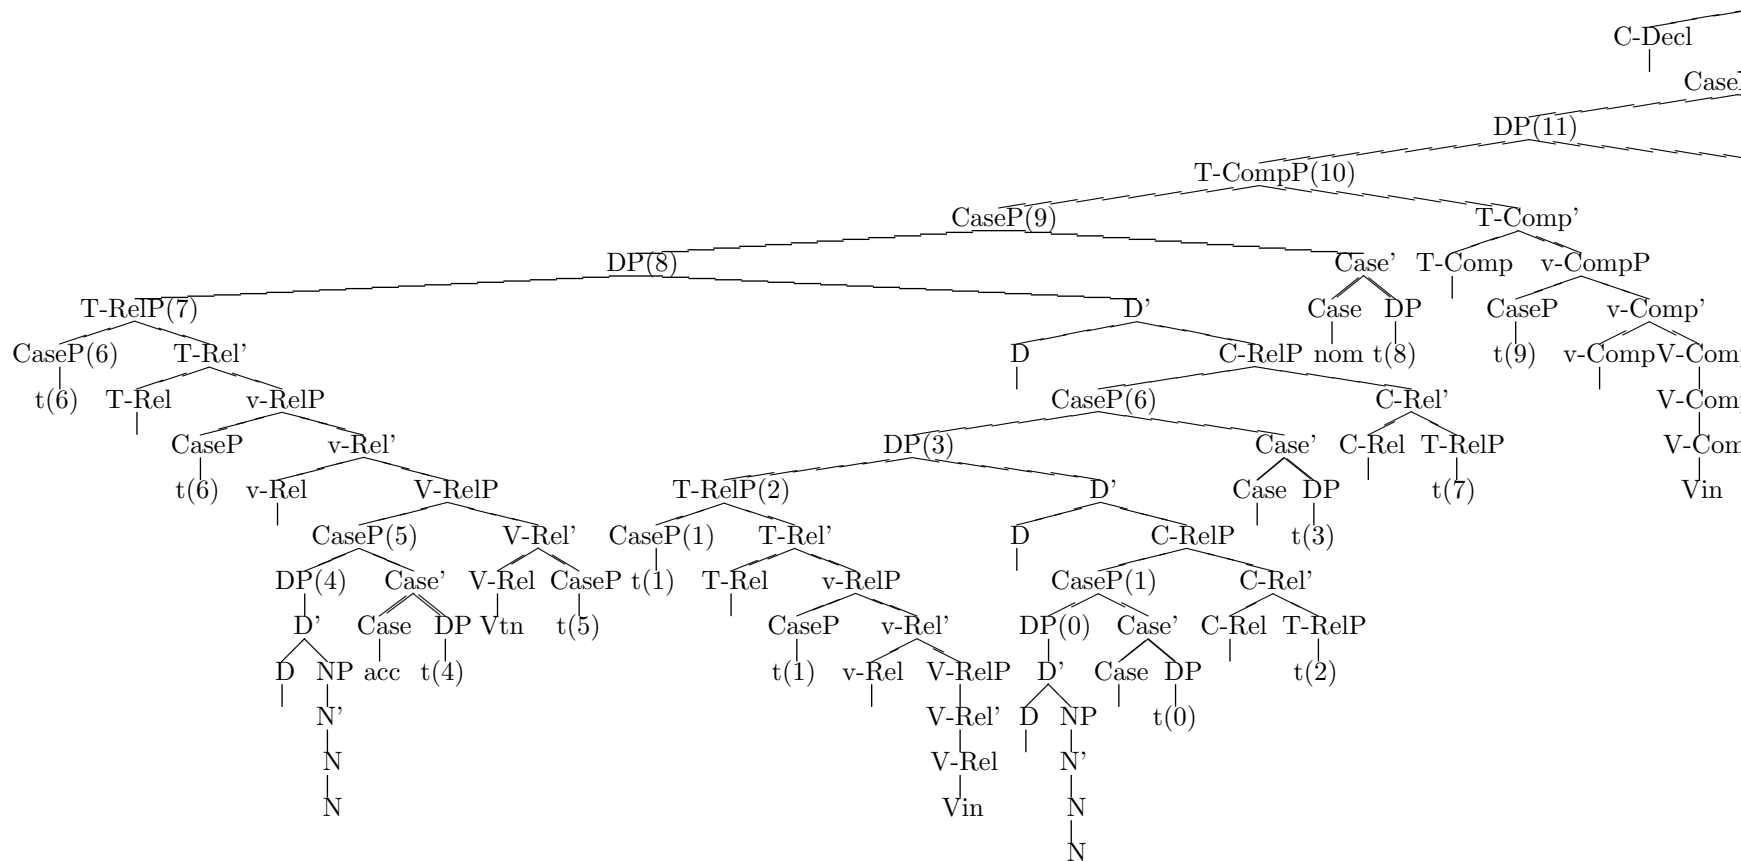 C-Decl
Case
DP(11)
T-CompP(10)
CaseP(9) T-Comp’
DP(8) Case’ T-Comp v-CompP
T-RelP(7) D’ Case DP CaseP v-Comp’
CaseP(6) T-Rel’ D C-RelP nom t(8) t(9) v-Comp V-Comp
t(6) T-Rel v-RelP CaseP(6) C-Rel’ V-Comp
CaseP v-Rel’ DP(3) Case’ C-Rel T-RelP V-Com
t(6) v-Rel V-RelP T-RelP(2) D’ Case DP t(7) Vin
CaseP(5) V-Rel’ CaseP(1) T-Rel’ D C-RelP t(3)
DP(4) Case’ V-Rel CaseP t(1) T-Rel v-RelP CaseP(1) C-Rel’
D’ Case DP Vtn t(5) CaseP v-Rel’ DP(0) Case’ C-Rel T-RelP
D NP acc t(4) t(1) v-Rel V-RelP D’ Case DP t(2)
N’ V-Rel’ D NP t(0)
N V-Rel N’
N Vin N
N